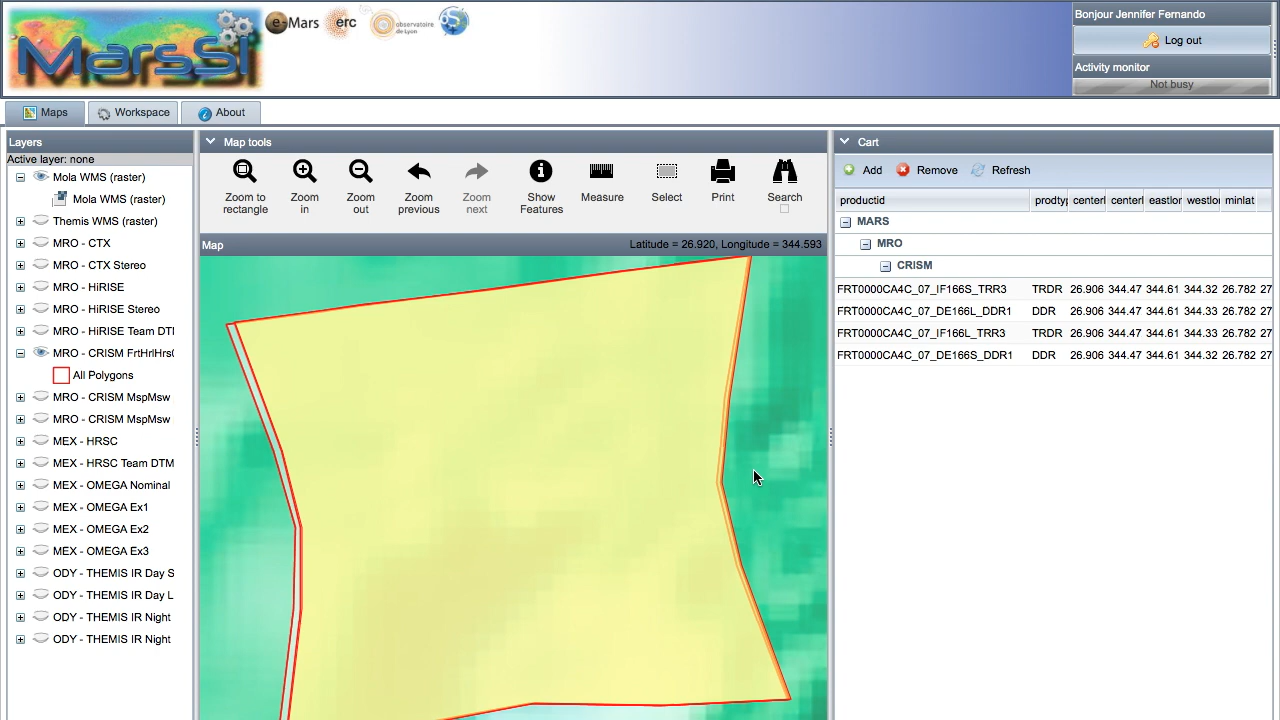 MarsSI
e-Mars
erc
observatoire
de Lyon
Bonjour Jennifer Fernando
Log out
Activity monitor
Not busy
Maps
Workspace
About
Layers
Active layer: none
Mola WMS (raster)
Mola WMS (raster)
Themis WMS (raster)
MRO - CTX
MRO - CTX Stereo
MRO - HiRISE
MRO - HiRISE Stereo
MRO - HiRISE Team DTI
MRO - CRISM FrtHrlHrs(
All Polygons
MRO - CRISM MspMsw
MRO - CRISM MspMsw
MEX - HRSC
MEX - HRSC Team DTM
MEX - OMEGA Nominal
MEX - OMEGA Ex1
MEX - OMEGA Ex2
MEX - OMEGA Ex3
ODY - THEMIS IR Day S
ODY - THEMIS IR Day L
ODY - THEMIS IR Night
ODY - THEMIS IR Night
Map tools
Zoom to rectangle
Zoom in
Zoom out
Zoom previous
Zoom next
Show Features
Measure
Select
Print
Search
Map
Latitude = 26.920, Longitude = 344.593
Cart
Add
Remove
Refresh
productid prodty centerl centerl eastlor westlor minlat
MARS
MRO
CRISM
FRT0000CA4C_07_IF166S_TRR3 TRDR 26.906 344.47 344.61 344.32 26.782 27
FRT0000CA4C_07_DE166L_DDR1 DDR 26.906 344.47 344.61 344.33 26.782 27
FRT0000CA4C_07_IF166L_TRR3 TRDR 26.906 344.47 344.61 344.33 26.782 27
FRT0000CA4C_07_DE166S_DDR1 DDR 26.906 344.47 344.61 344.32 26.782 27